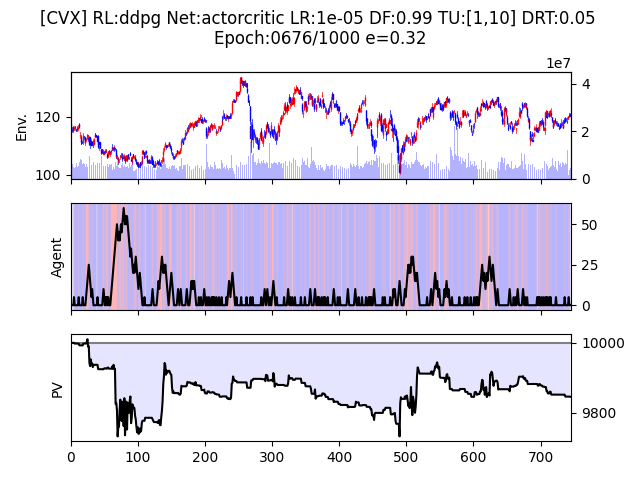 [CVX] RL:ddpg Net:actorcritic LR:1e-05 DF:0.99 TU:[1,10] DRT:0.05
Epoch:0676/1000 e=0.32
1e7
Env.
120
100
4
2
0
Agent
50
25
0
PV
10000
9800
0 100 200 300 400 500 600 700